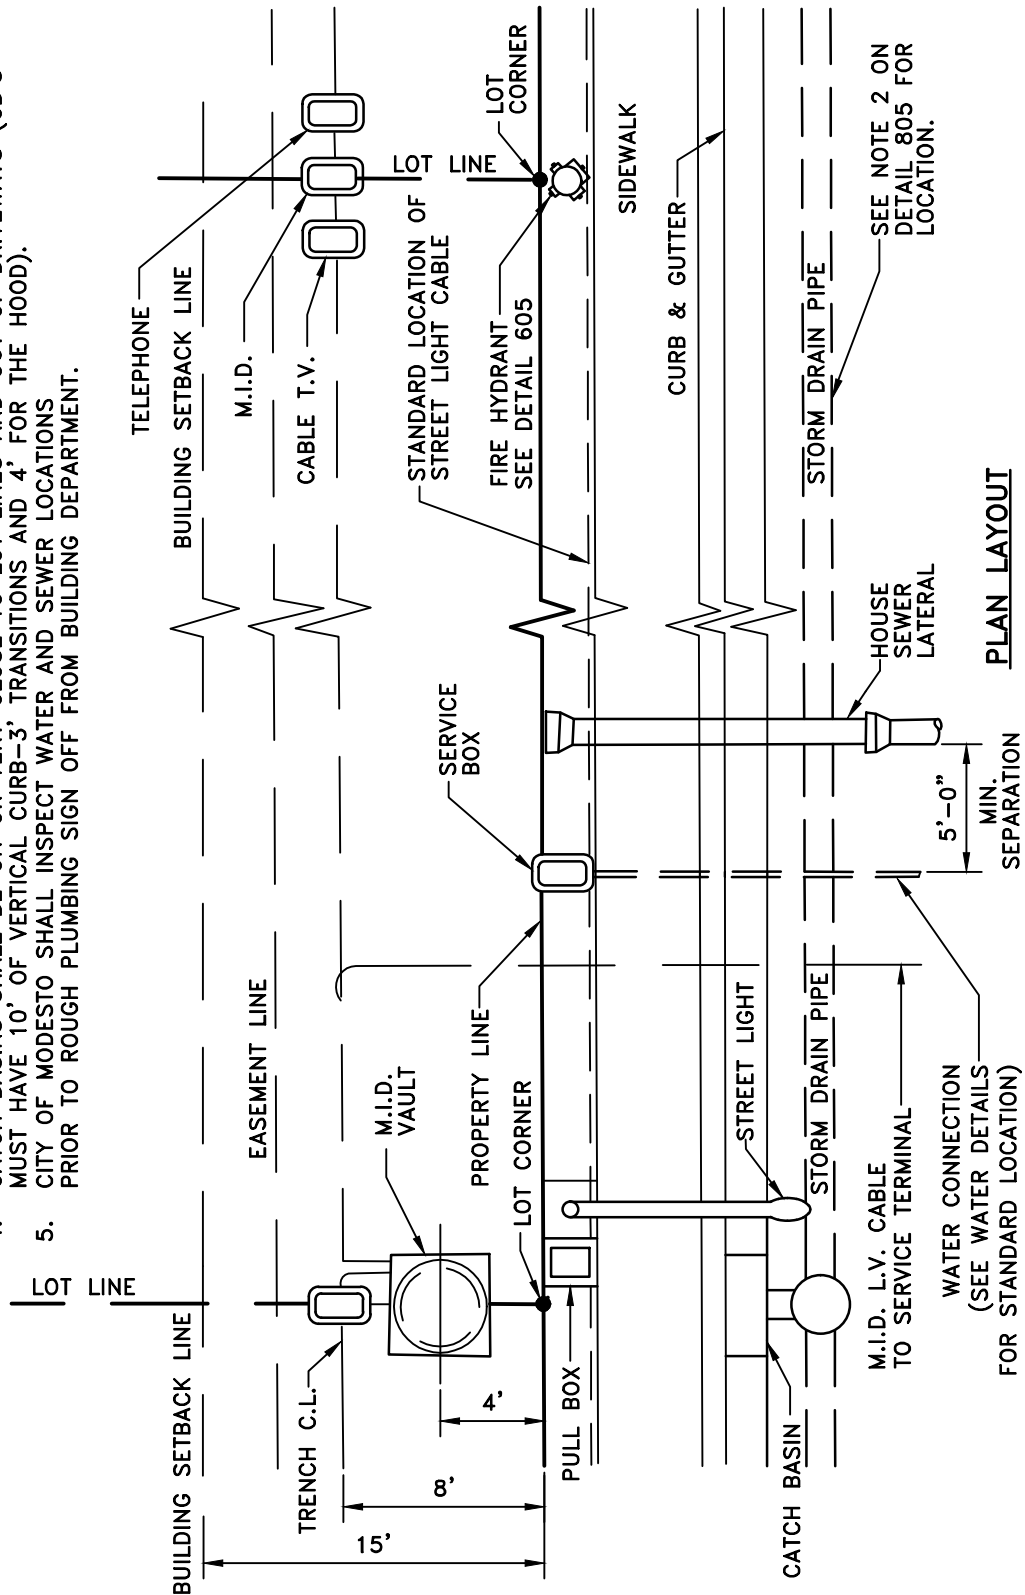 MUST HAVE 10' OF VERTICAL CURB-3' TRANSITIONS AND 4' FOR THE HOOD).
5. CITY OF MODESTO SHALL INSPECT WATER AND SEWER LOCATIONS
PRIOR TO ROUGH PLUMBING SIGN OFF FROM BUILDING DEPARTMENT.
LOT LINE
BUILDING SETBACK LINE
TRENCH C.L.
15'
8'
4'
EASEMENT LINE
M.I.D.
VAULT
PROPERTY LINE
LOT CORNER
PULL BOX
CATCH BASIN
STREET LIGHT
STORM DRAIN PIPE
M.I.D. L.V. CABLE
TO SERVICE TERMINAL
WATER CONNECTION
(SEE WATER DETAILS
FOR STANDARD LOCATION)
SERVICE
BOX
5'-0"
MIN.
SEPARATION
HOUSE
SEWER
LATERAL
TELEPHONE
BUILDING SETBACK LINE
M.I.D.
CABLE T.V.
LOT LINE
STANDARD LOCATION OF
STREET LIGHT CABLE
FIRE HYDRANT
SEE DETAIL 605
LOT
CORNER
SIDEWALK
CURB & GUTTER
STORM DRAIN PIPE
SEE NOTE 2 ON
DETAIL 805 FOR
LOCATION.
PLAN LAYOUT